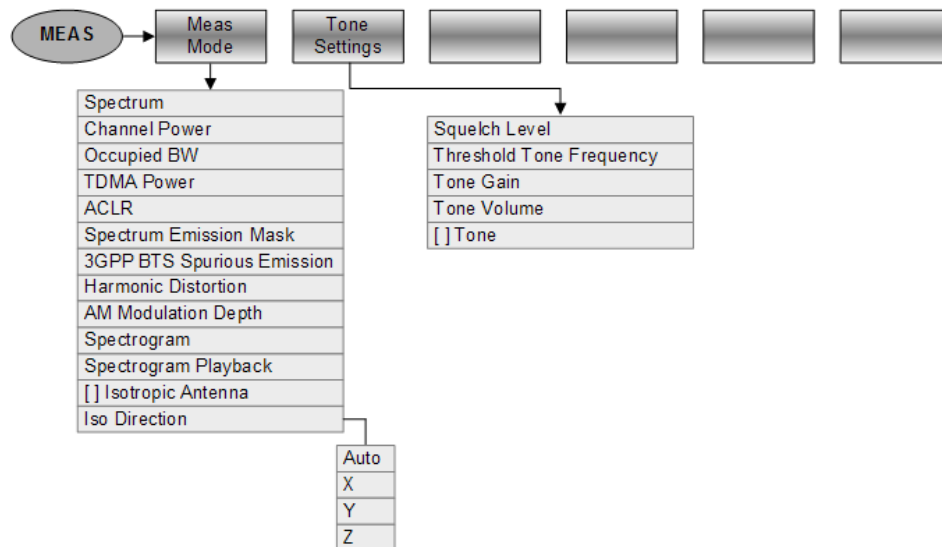 MEAS
Meas
Mode
Tone
Settings
Spectrum
Channel Power
Occupied BW
TDMA Power
ACLR
Spectrum Emission Mask
3GPP BTS Spurious Emission
Harmonic Distortion
AM Modulation Depth
Spectrogram
Spectrogram Playback
[ ] Isotropic Antenna
Iso Direction
Auto
X
Y
Z
Squelch Level
Threshold Tone Frequency
Tone Gain
Tone Volume
[ ] Tone